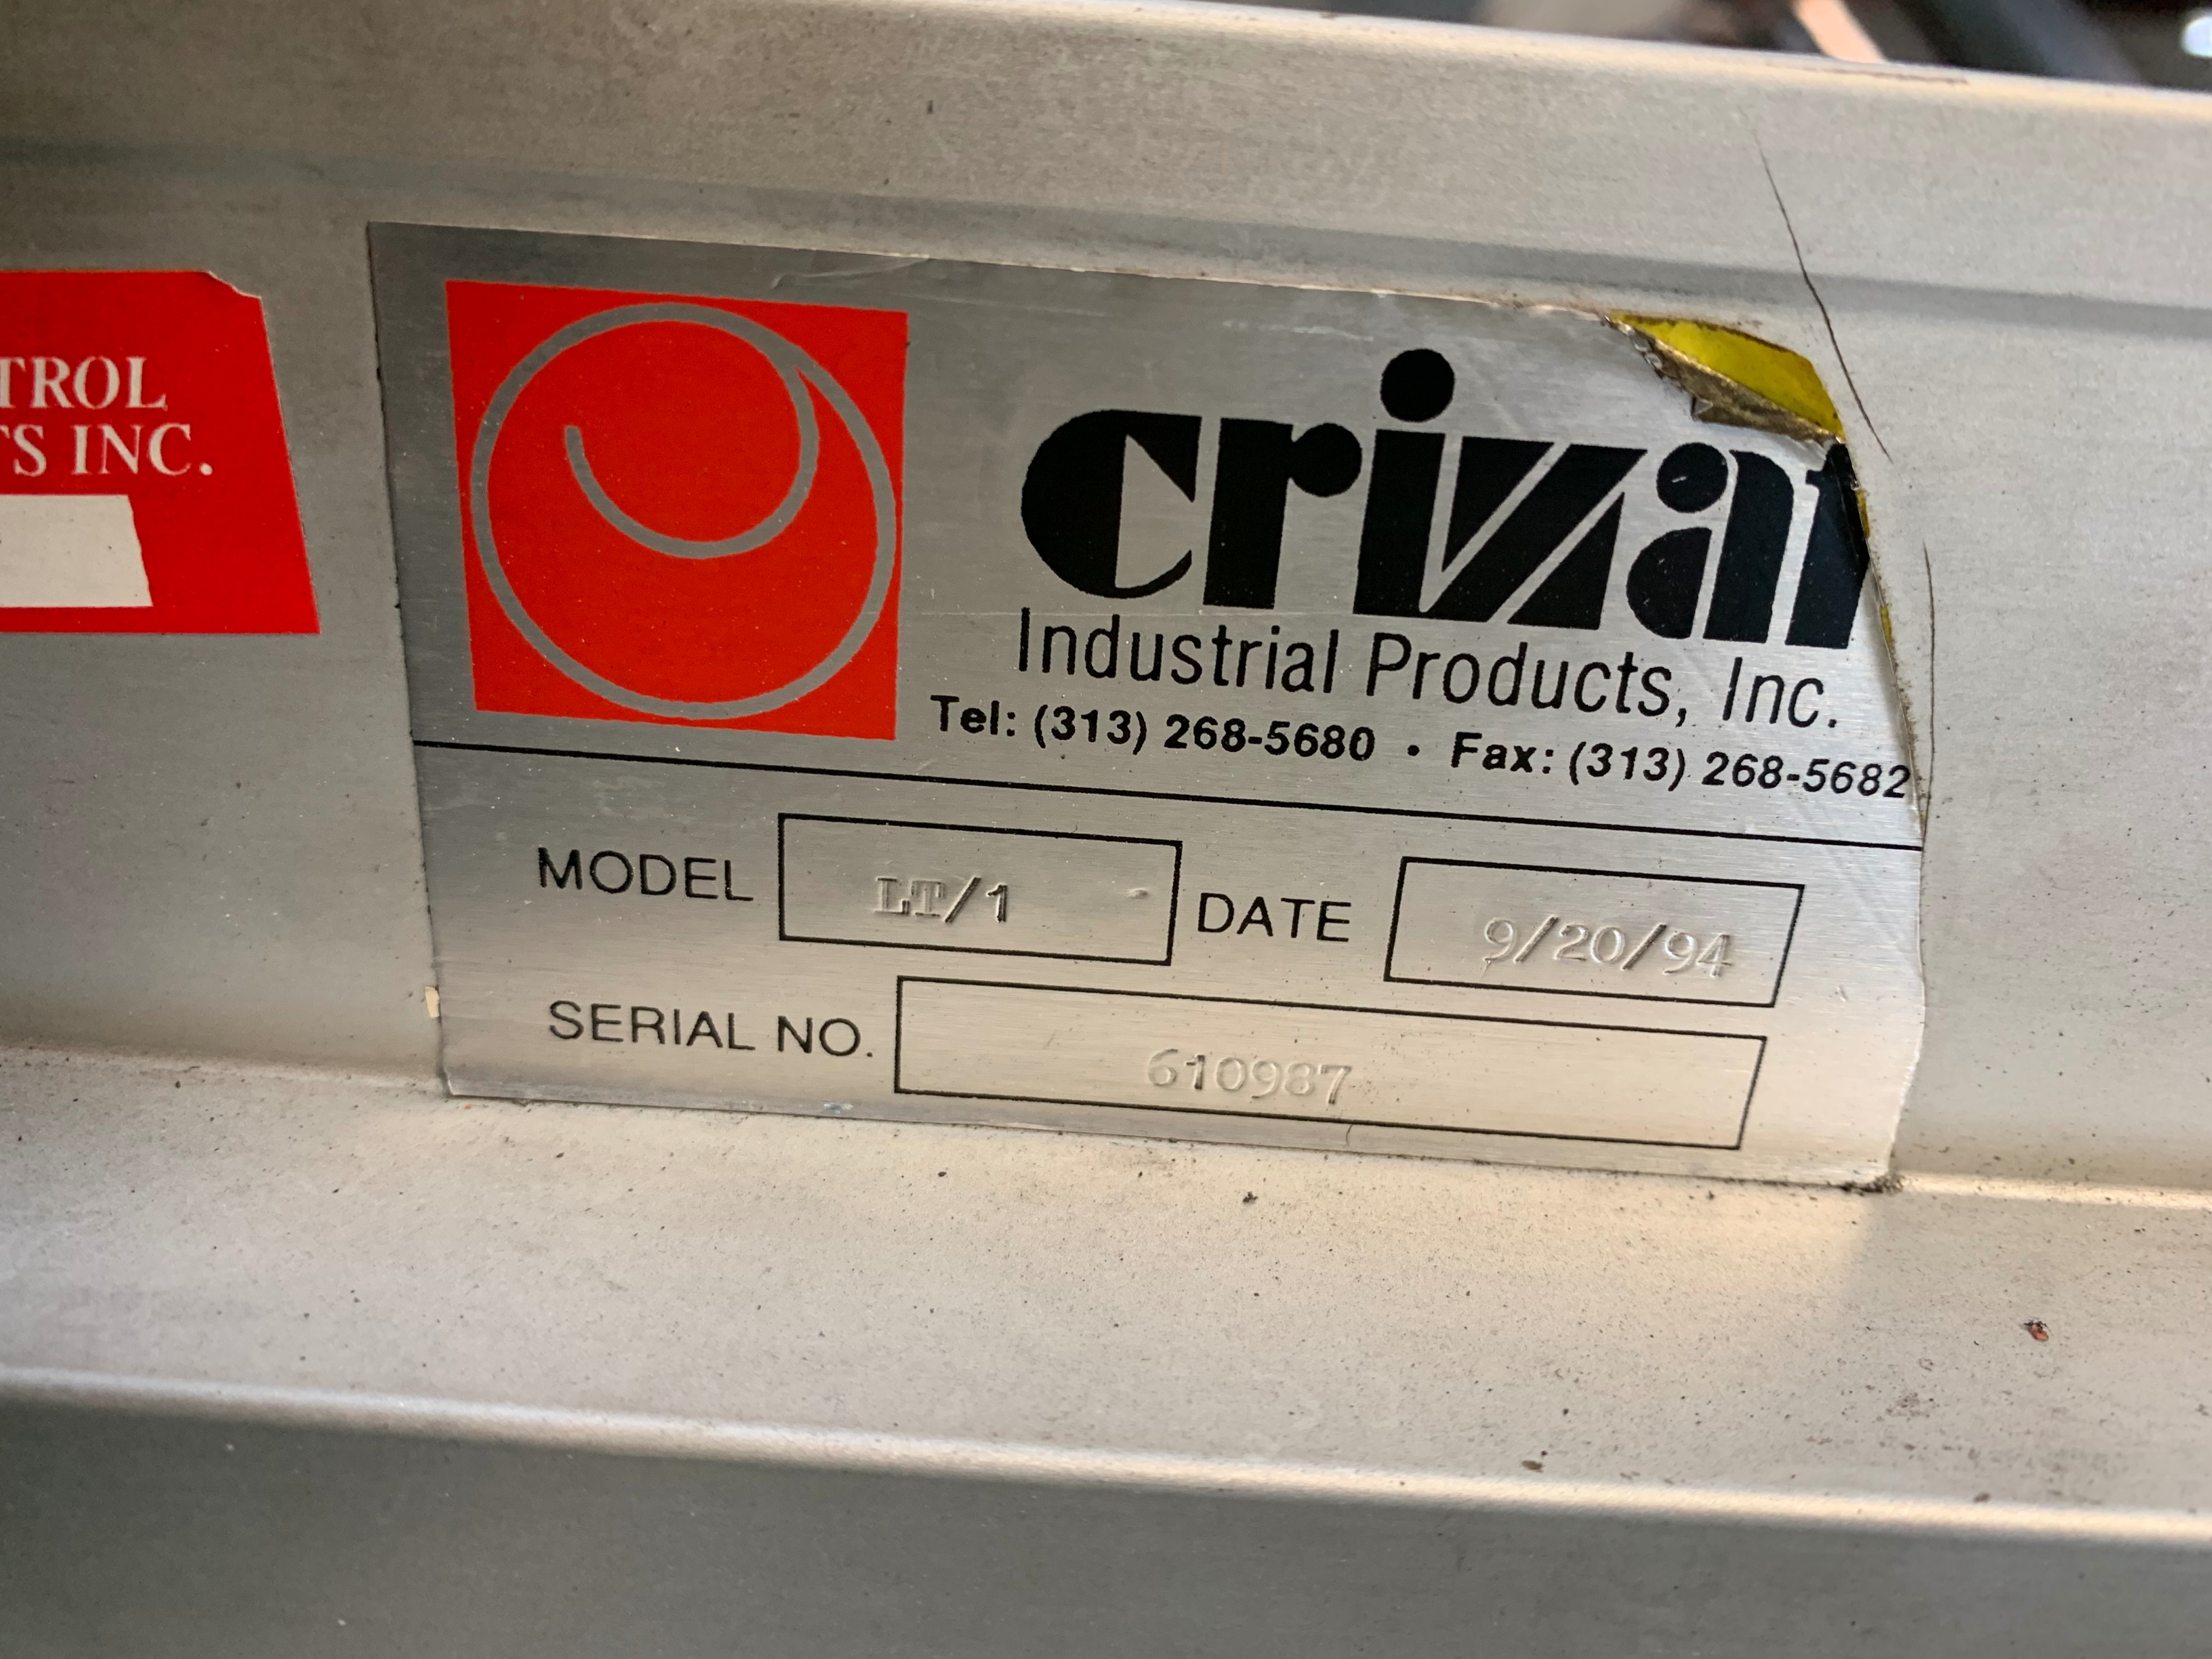 TROL
TS INC.
crizaf
Industrial Products, Inc.
Tel: (313) 268-5680 • Fax: (313) 268-5682
MODEL LT/1 DATE 9/20/94
SERIAL NO. 610987